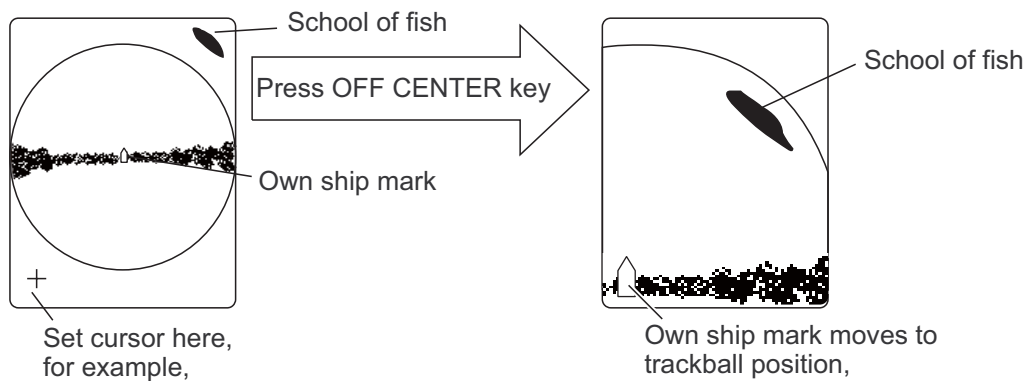 School of fish
Press OFF CENTER key
Own ship mark
Set cursor here,
for example,
School of fish
Own ship mark moves to
trackball position,